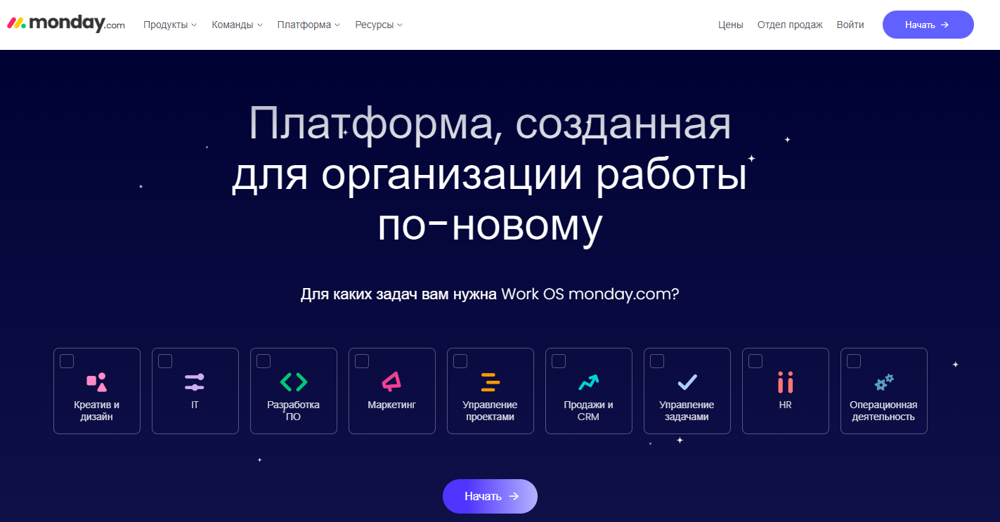 monday.com
Продукты
Команды
Платформа
Ресурсы
Цены
Отдел продаж
Войти
Начать
Платформа, созданная
для организации работы
по-новому
Для каких задач вам нужна Work OS monday.com?
Креатив и
дизайн
IT
Разработка
ПО
Маркетинг
Управление
проектами
Продажи и
CRM
Управление
задачами
HR
Операционная
деятельность
Начать